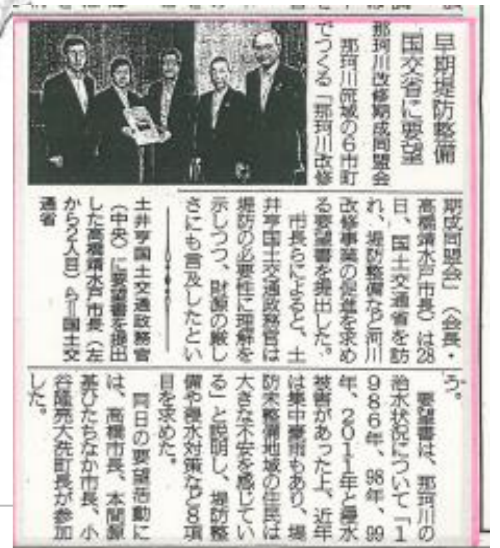 早期堤防整備
国交省に要望
那珂川改修期成同盟会
那珂川流域の6市町
でつくる「那珂川改修
期成同盟会」（会長・
高橋靖水戸市長）は28
日、国土交通省を訪
れ、堤防整備など河川
改修事業の促進を求め
る要望書を提出した。
市長らによると、土
井亨国土交通政務官は
堤防の必要性に理解を
示しつつ、財源の厳し
さにも言及したとい
う。
土井亨国土交通政務官
（中央）に要望書を提出
した高橋靖水戸市長（左
から2人目）ら＝国土交
通省
要望書は、那珂川の
治水状況について「1
986年、98年、99
年、2011年と浸水
被害があった上、近年
は集中豪雨もあり、堤
防未整備地域の住民は
大きな不安を感じてい
る」と説明し、堤防整
備や浸水対策など8項
目を求めた。
同日の要望活動に
は、高橋市長、本間源
基ひたちなか市長、小
谷隆亮大洗町長が参加
した。